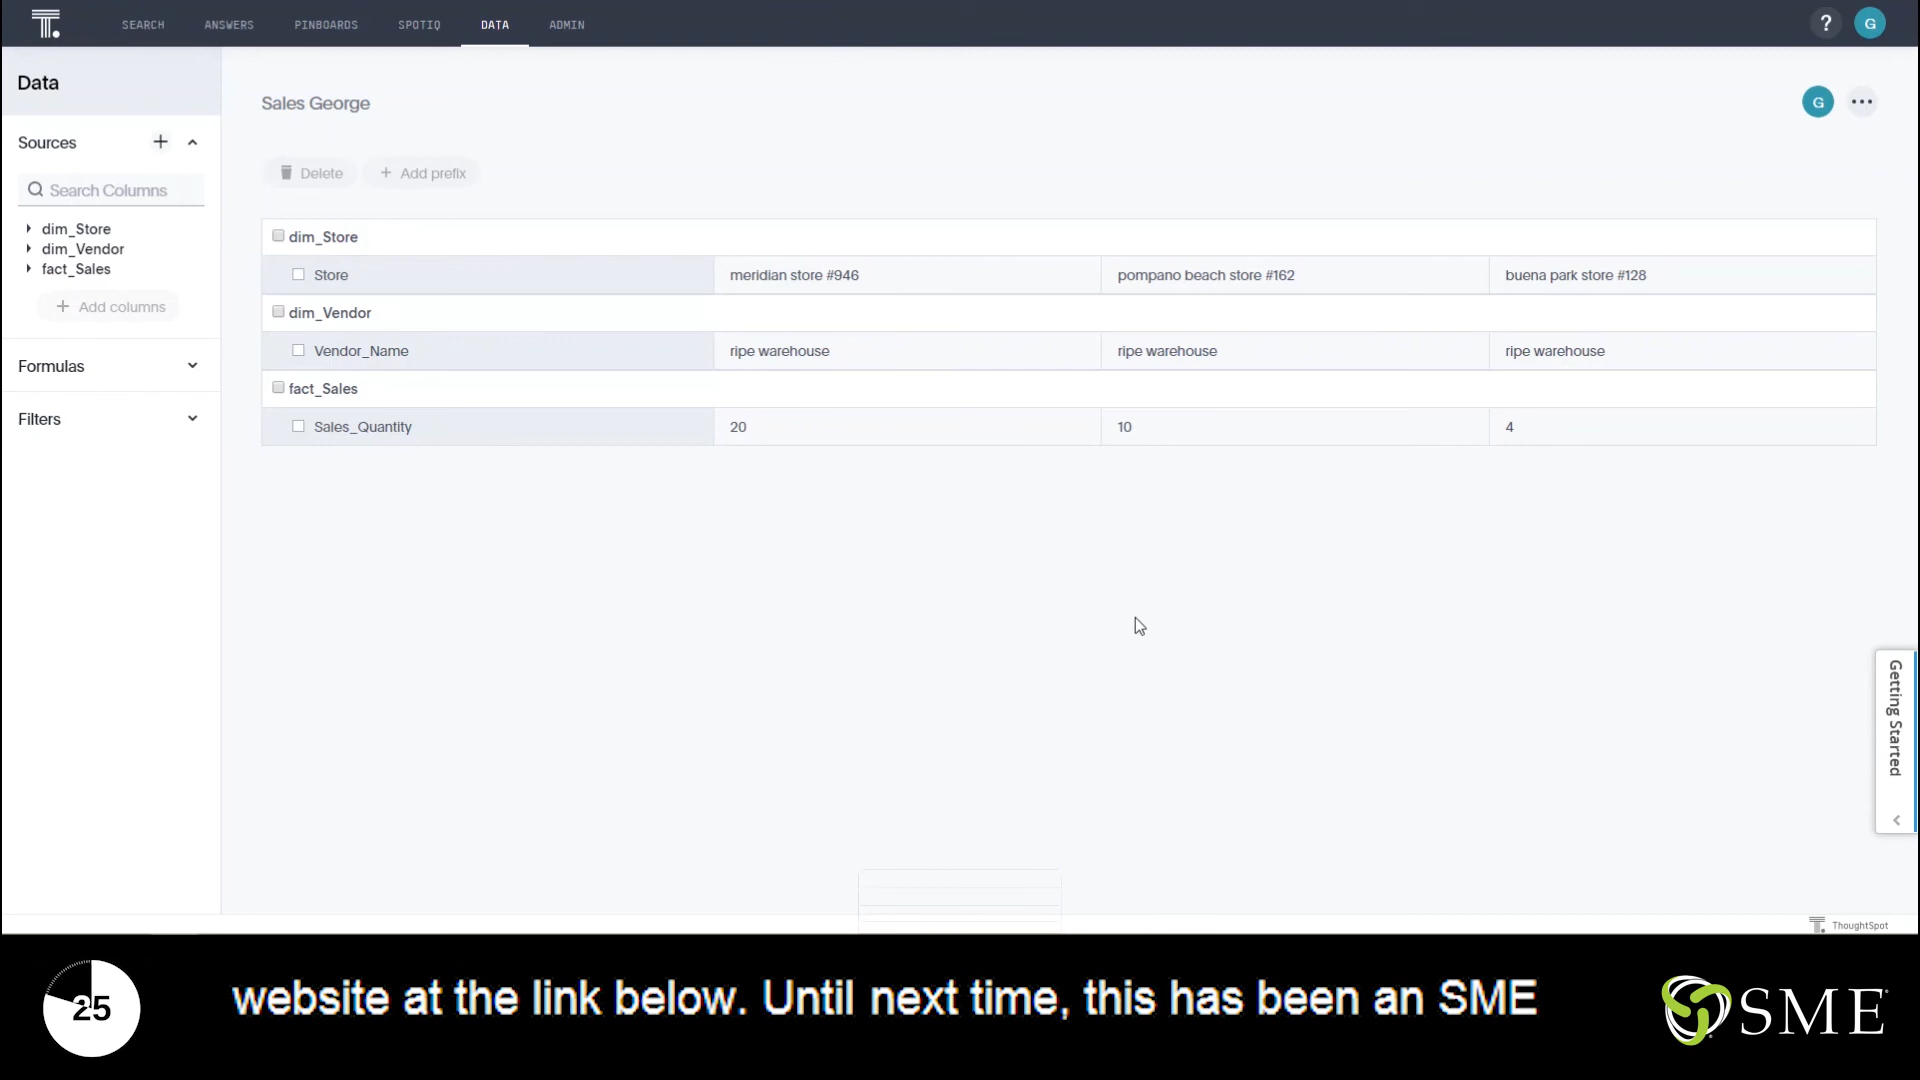 T. SEARCH ANSWERS PINBOARDS SPOTIQ DATA ADMIN ? G
Data
Sales George G
Sources
Delete + Add prefix
Search Columns
dim_Store
dim_Vendor
fact_Sales
+ Add columns
Formulas
Filters
dim_Store
Store meridian store #946 pompano beach store #162 buena park store #128
dim_Vendor
Vendor_Name ripe warehouse ripe warehouse ripe warehouse
fact_Sales
Sales_Quantity 20 10 4
Getting Started
T. ThoughtSpot
25
website at the link below. Until next time, this has been an SME
SME